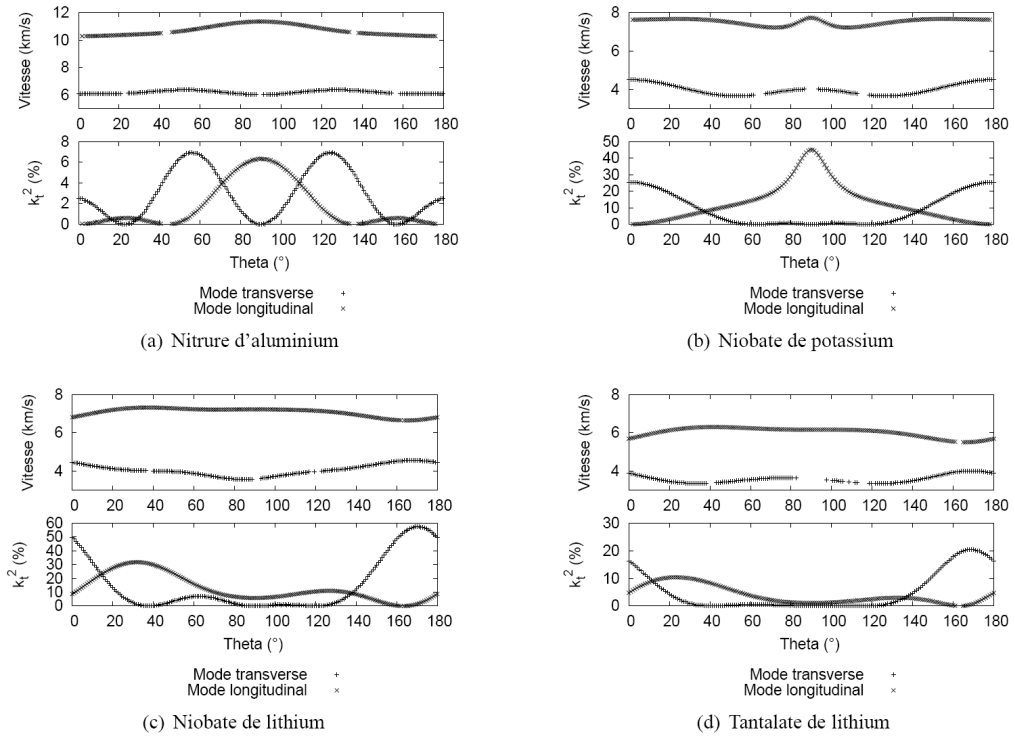 12
10
8
6
Vitesse (km/s)
0 20 40 60 80 100 120 140 160 180
8
6
4
2
0
k_t^2 (%)
0 20 40 60 80 100 120 140 160 180
Theta (°)
Mode transverse +
Mode longitudinal ×
(a) Nitrure d'aluminium
8
6
4
Vitesse (km/s)
0 20 40 60 80 100 120 140 160 180
50
40
30
20
10
0
k_t^2 (%)
0 20 40 60 80 100 120 140 160 180
Theta (°)
Mode transverse +
Mode longitudinal ×
(b) Niobate de potassium
8
6
4
Vitesse (km/s)
0 20 40 60 80 100 120 140 160 180
60
50
40
30
20
10
0
k_t^2 (%)
0 20 40 60 80 100 120 140 160 180
Theta (°)
Mode transverse +
Mode longitudinal ×
(c) Niobate de lithium
8
6
4
Vitesse (km/s)
0 20 40 60 80 100 120 140 160 180
30
20
10
0
k_t^2 (%)
0 20 40 60 80 100 120 140 160 180
Theta (°)
Mode transverse +
Mode longitudinal ×
(d) Tantalate de lithium